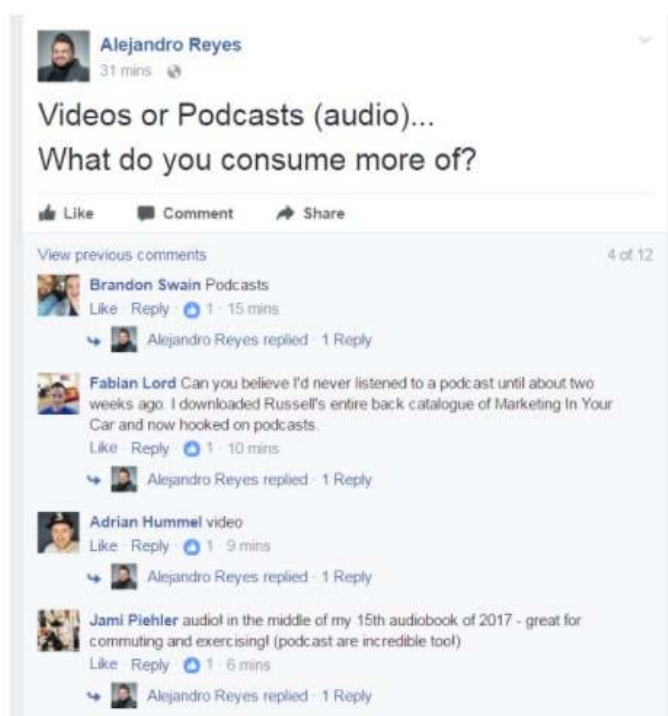 Alejandro Reyes
31 mins
Videos or Podcasts (audio)...
What do you consume more of?
Like Comment Share
View previous comments 4 of 12
Brandon Swain Podcasts
Like · Reply · 1 · 15 mins
Alejandro Reyes replied · 1 Reply
Fabian Lord Can you believe I'd never listened to a podcast until about two
weeks ago. I downloaded Russell's entire back catalogue of Marketing In Your
Car and now hooked on podcasts.
Like · Reply · 1 · 10 mins
Alejandro Reyes replied · 1 Reply
Adrian Hummel video
Like · Reply · 1 · 9 mins
Alejandro Reyes replied · 1 Reply
Jami Piehler audio! in the middle of my 15th audiobook of 2017 - great for
commuting and exercising! (podcast are incredible too!)
Like · Reply · 1 · 6 mins
Alejandro Reyes replied · 1 Reply